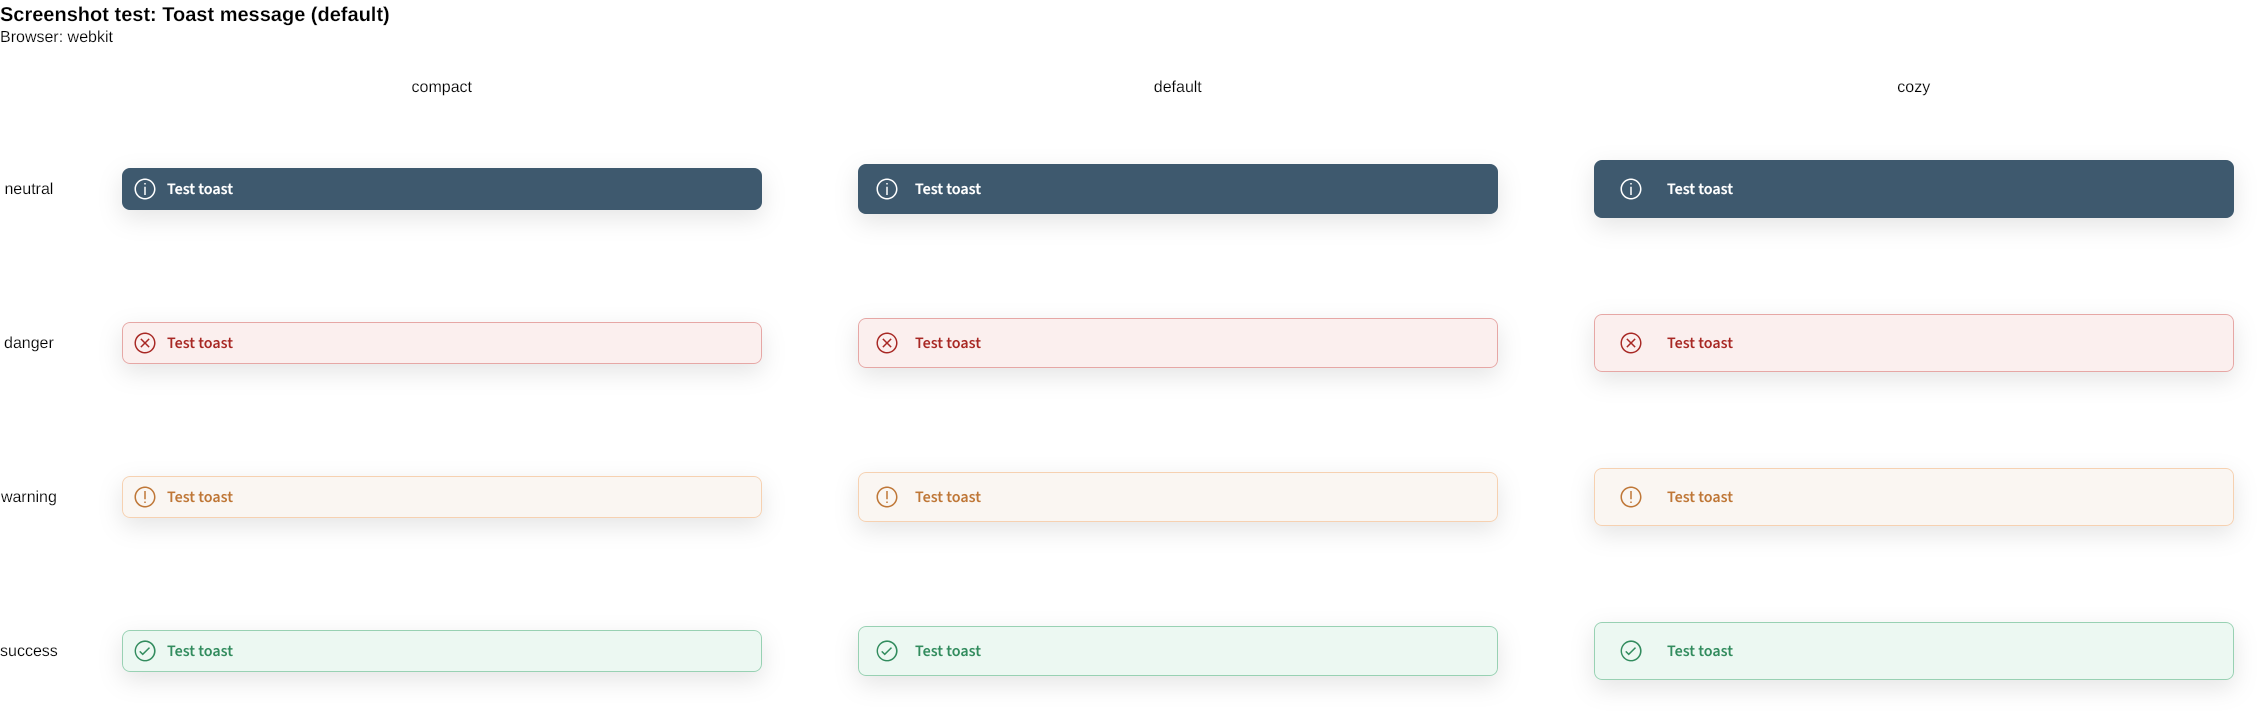 Screenshot test: Toast message (default)
Browser: webkit
compact default cozy
neutral Test toast Test toast Test toast
danger Test toast Test toast Test toast
warning Test toast Test toast Test toast
success Test toast Test toast Test toast